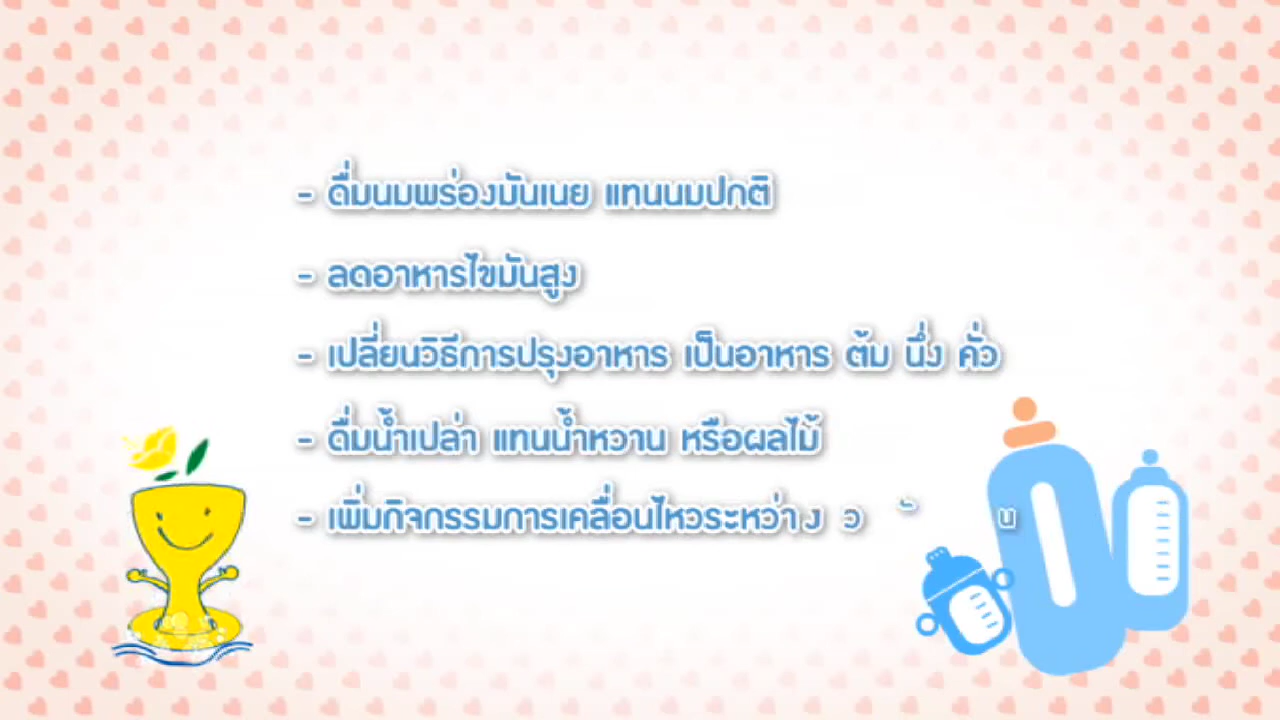 - ดื่มนมพร่องมันเนย แทนนมปกติ
- ลดอาหารไขมันสูง
- เปลี่ยนวิธีการปรุงอาหาร เป็นอาหาร ต้ม นึ่ง คั่ว
- ดื่มน้ำเปล่า แทนน้ำหวาน หรือผลไม้
- เพิ่มกิจกรรมการเคลื่อนไหวระหว่าง